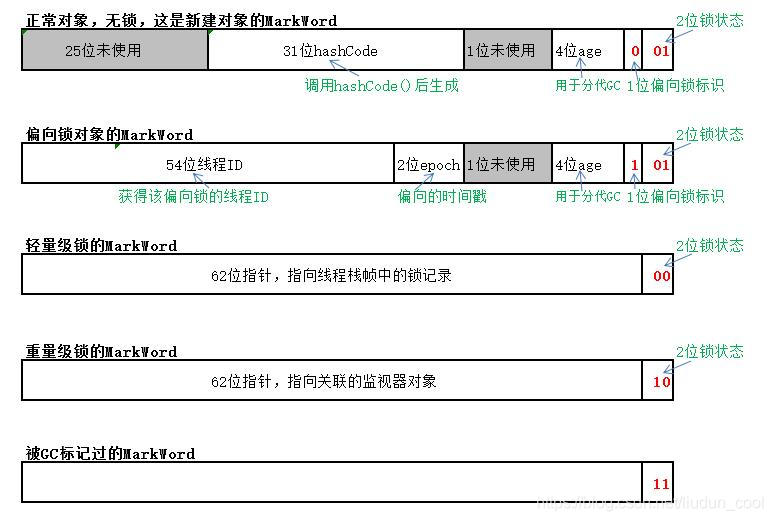 正常对象，无锁，这是新建对象的MarkWord
2位锁状态
25位未使用 31位hashCode 1位未使用 4位age 0 01
调用hashCode()后生成 用于分代GC 1位偏向锁标识
偏向锁对象的MarkWord
2位锁状态
54位线程ID 2位epoch 1位未使用 4位age 1 01
获得该偏向锁的线程ID 偏向的时间戳 用于分代GC 1位偏向锁标识
轻量级锁的MarkWord
2位锁状态
62位指针，指向线程栈帧中的锁记录 00
重量级锁的MarkWord
2位锁状态
62位指针，指向关联的监视器对象 10
被GC标记过的MarkWord
11
https://blog.csdn.net/liudun_cool